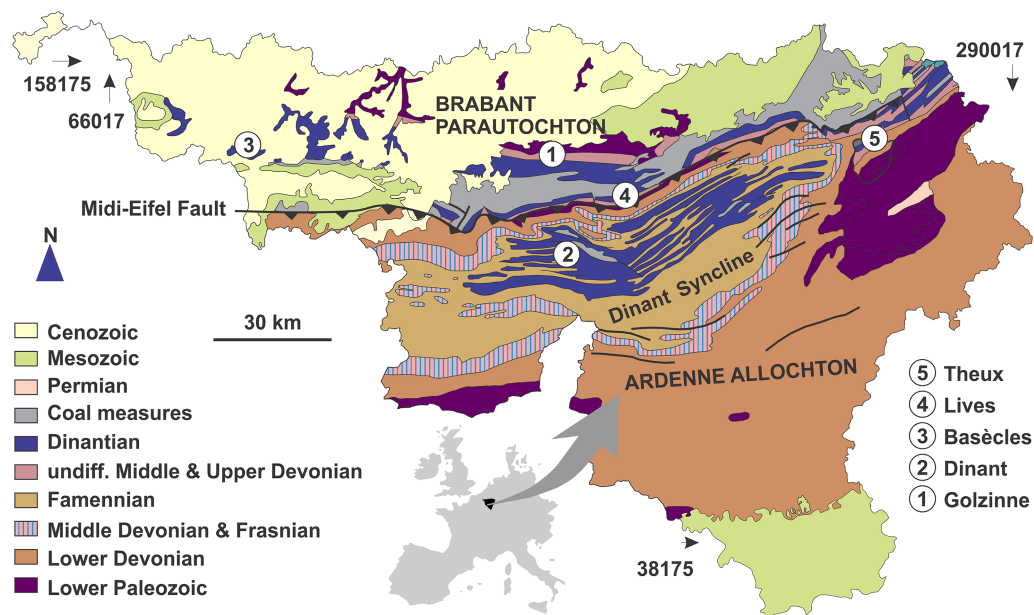 158175
66017
290017
BRABANT
PARAUTOCHTON
3
1
5
4
Midi-Eifel Fault
2
N
Dinant Syncline
30 km
Cenozoic
Mesozoic
Permian
Coal measures
Dinantian
undiff. Middle & Upper Devonian
Famennian
Middle Devonian & Frasnian
Lower Devonian
Lower Paleozoic
ARDENNE ALLOCHTON
5 Theux
4 Lives
3 Basècles
2 Dinant
1 Golzinne
38175